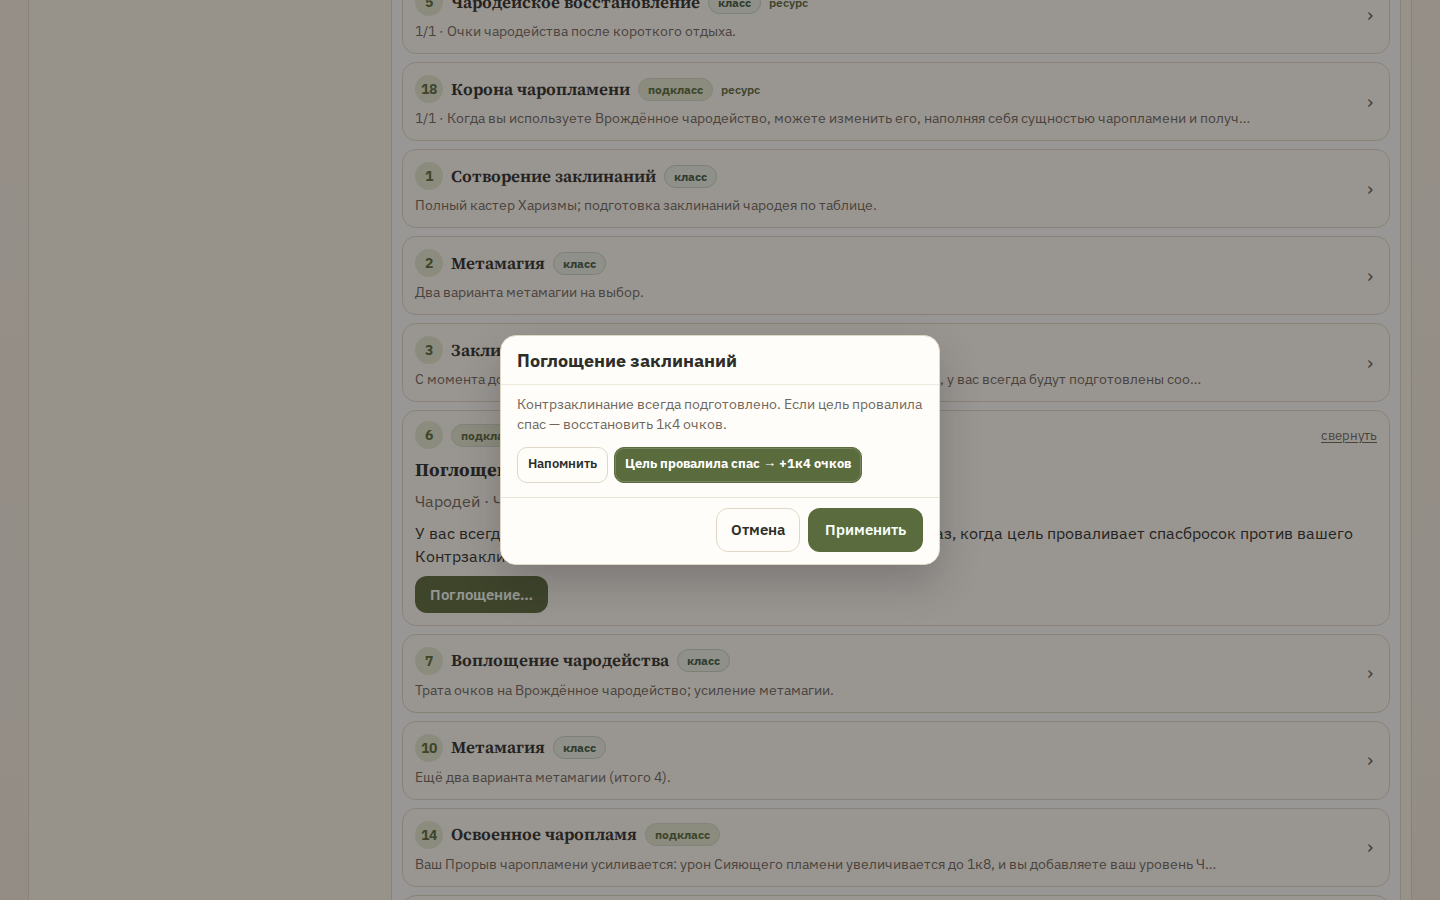 5 Чародейское восстановление класс ресурс
1/1 · Очки чародейства после короткого отдыха.
18 Корона чаропламени подкласс ресурс
1/1 · Когда вы используете Врождённое чародейство, можете изменить его, наполняя себя сущностью чаропламени и получ...
1 Сотворение заклинаний класс
Полный кастер Харизмы; подготовка заклинаний чародея по таблице.
2 Метамагия класс
Два варианта метамагии на выбор.
3
С момента
, у вас всегда будут подготовлены соо...
Поглощение заклинаний
Контрзаклинание всегда подготовлено. Если цель провалила
спас — восстановить 1к4 очков.
Напомнить Цель провалила спас → +1к4 очков
Отмена Применить
6 свернуть
Чародей ·
У вас
когда цель проваливает спасбросок против вашего
Поглощение...
7 Воплощение чародейства класс
Трата очков на Врождённое чародейство; усиление метамагии.
10 Метамагия класс
Ещё два варианта метамагии (итого 4).
14 Освоенное чаропламя подкласс
Ваш Прорыв чаропламени усиливается: урон Сияющего пламени увеличивается до 1к8, и вы добавляете ваш уровень Ч...